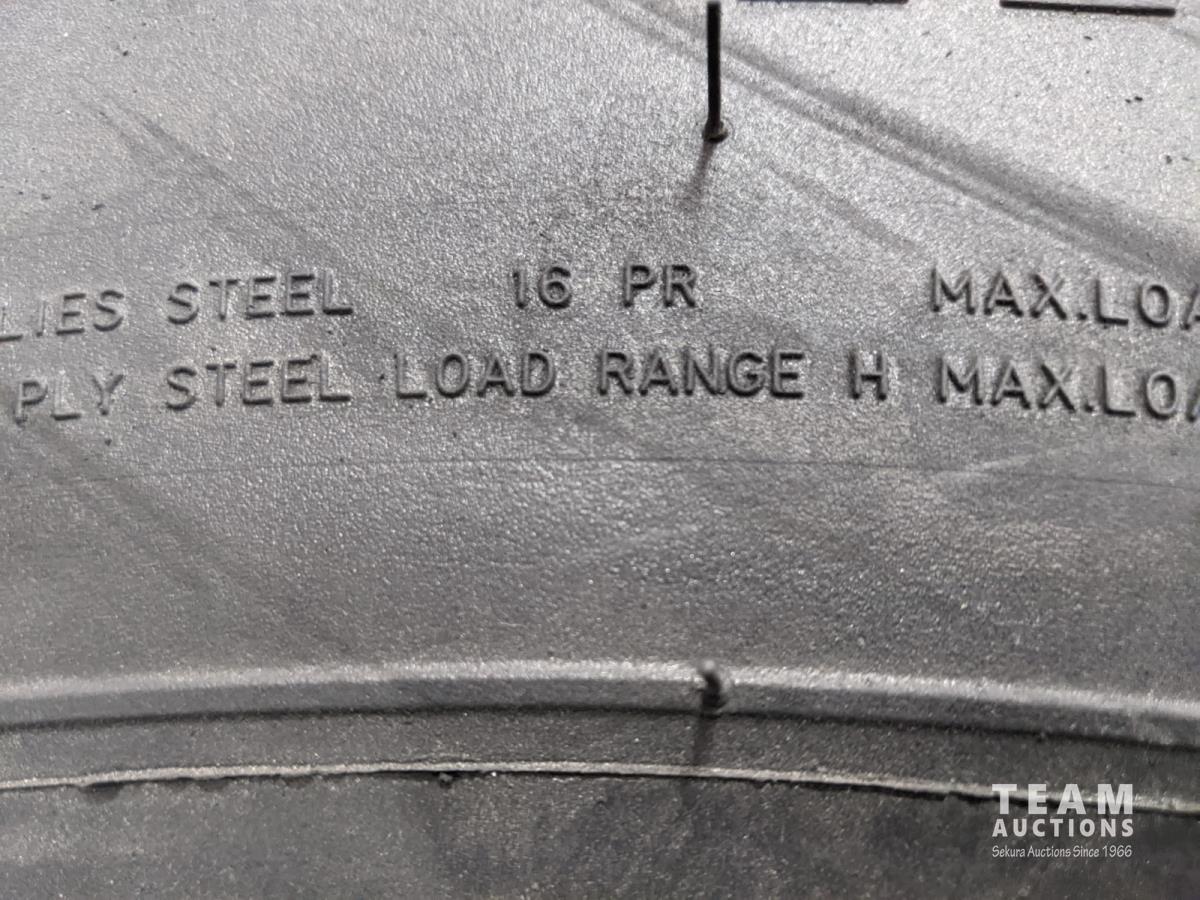 LIES STEEL 16 PR MAX.LOA
PLY STEEL LOAD RANGE H MAX.LOA
TEAM
AUCTIONS
Sekura Auctions Since 1966